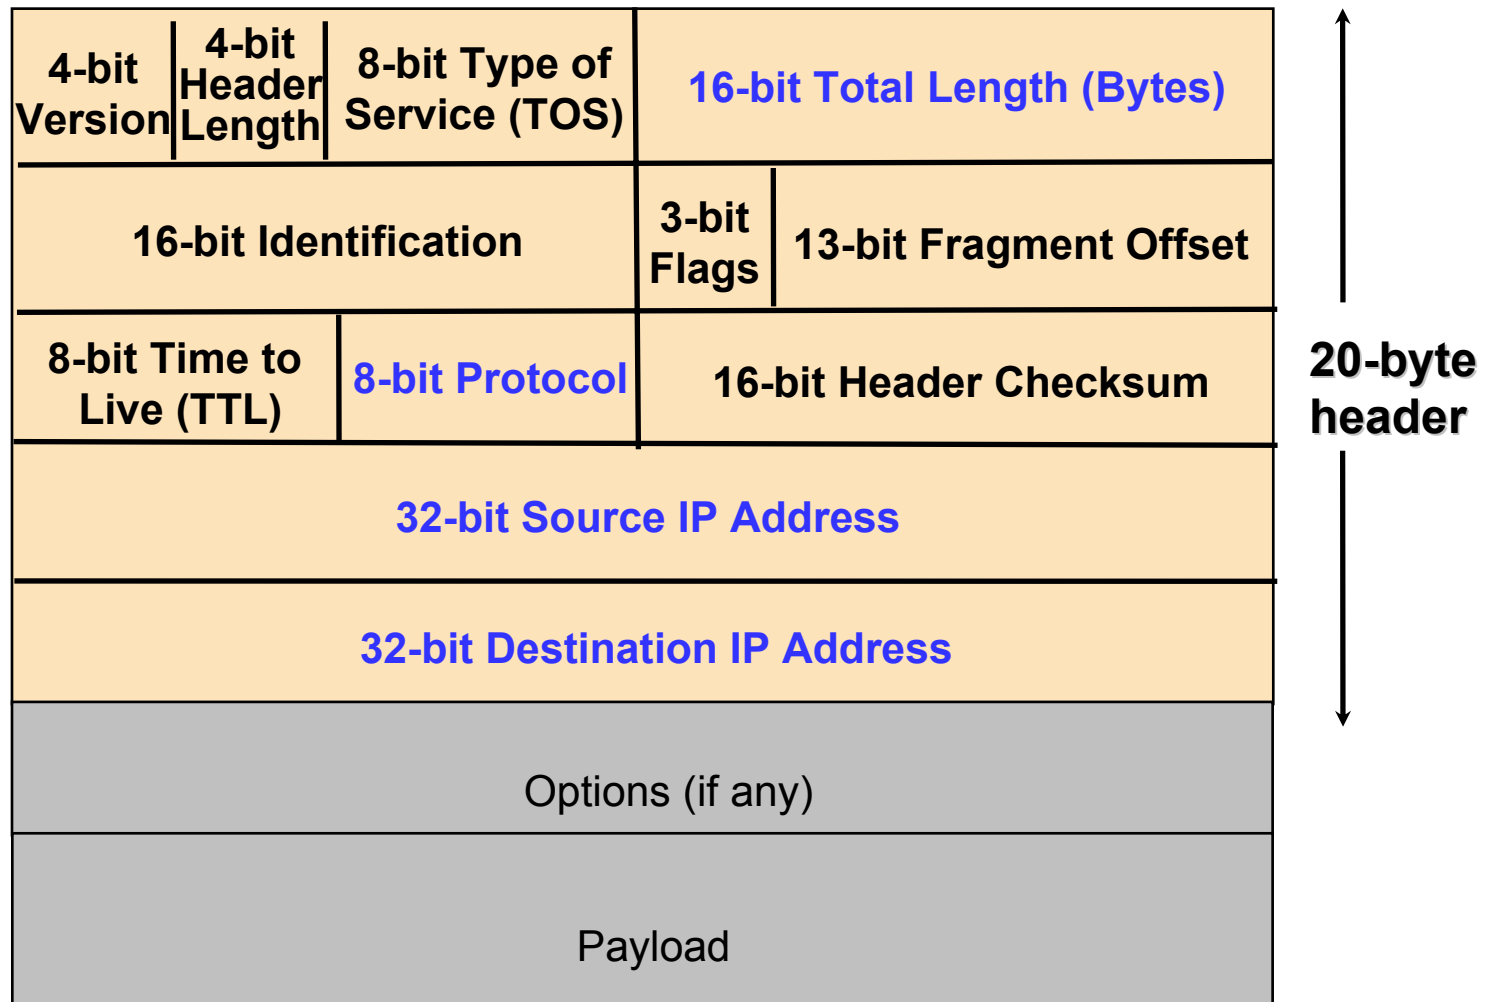 4-bit
Version
4-bit
Header
Length
8-bit Type of
Service (TOS)
16-bit Total Length (Bytes)
16-bit Identification
3-bit
Flags
13-bit Fragment Offset
8-bit Time to
Live (TTL)
8-bit Protocol
16-bit Header Checksum
20-byte
header
32-bit Source IP Address
32-bit Destination IP Address
Options (if any)
Payload